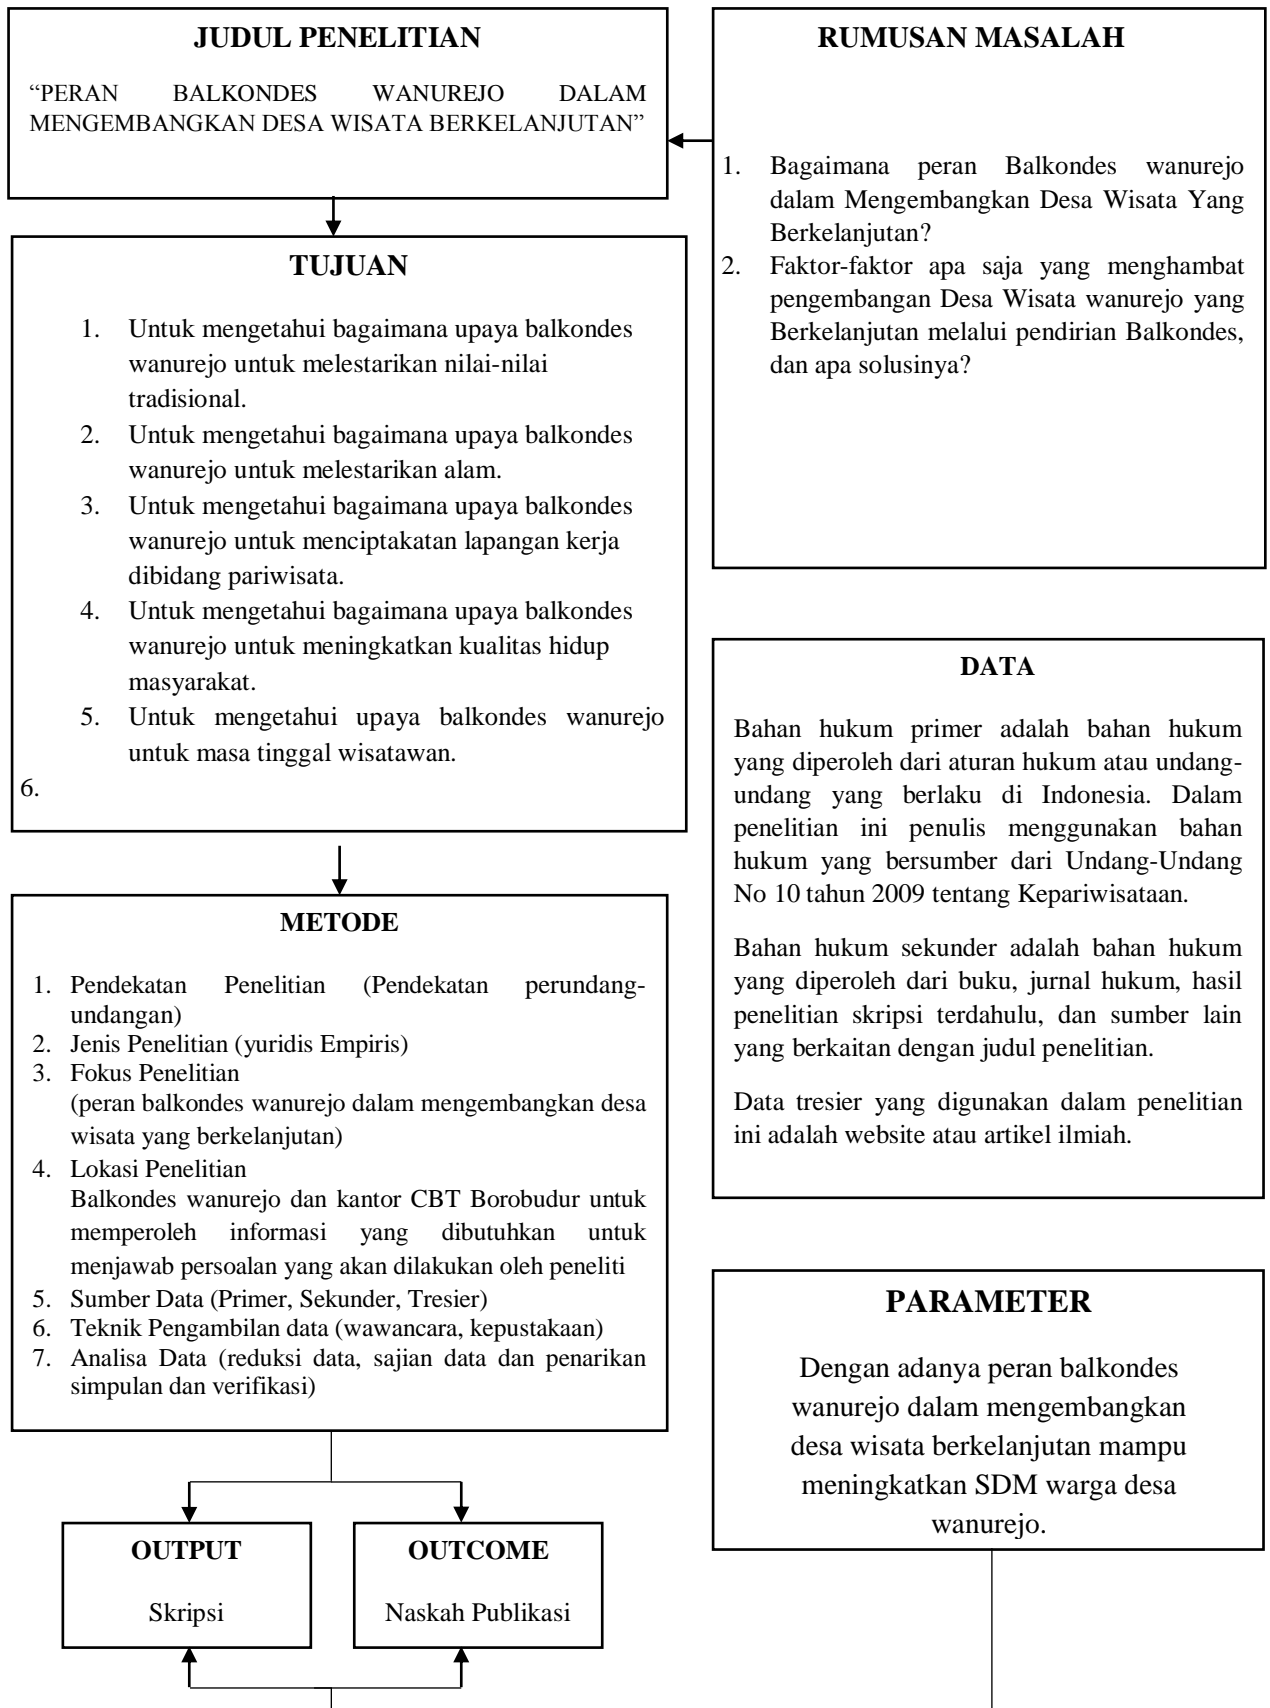 JUDUL PENELITIAN
“PERAN BALKONDES WANUREJO DALAM
MENGEMBANGKAN DESA WISATA BERKELANJUTAN”
RUMUSAN MASALAH
1. Bagaimana peran Balkondes wanurejo
dalam Mengembangkan Desa Wisata Yang
Berkelanjutan?
2. Faktor-faktor apa saja yang menghambat
pengembangan Desa Wisata wanurejo yang
Berkelanjutan melalui pendirian Balkondes,
dan apa solusinya?
TUJUAN
1. Untuk mengetahui bagaimana upaya balkondes
wanurejo untuk melestarikan nilai-nilai
tradisional.
2. Untuk mengetahui bagaimana upaya balkondes
wanurejo untuk melestarikan alam.
3. Untuk mengetahui bagaimana upaya balkondes
wanurejo untuk menciptakatan lapangan kerja
dibidang pariwisata.
4. Untuk mengetahui bagaimana upaya balkondes
wanurejo untuk meningkatkan kualitas hidup
masyarakat.
5. Untuk mengetahui upaya balkondes wanurejo
untuk masa tinggal wisatawan.
6.
DATA
Bahan hukum primer adalah bahan hukum
yang diperoleh dari aturan hukum atau undang-
undang yang berlaku di Indonesia. Dalam
penelitian ini penulis menggunakan bahan
hukum yang bersumber dari Undang-Undang
No 10 tahun 2009 tentang Kepariwisataan.
Bahan hukum sekunder adalah bahan hukum
yang diperoleh dari buku, jurnal hukum, hasil
penelitian skripsi terdahulu, dan sumber lain
yang berkaitan dengan judul penelitian.
Data tresier yang digunakan dalam penelitian
ini adalah website atau artikel ilmiah.
METODE
1. Pendekatan Penelitian (Pendekatan perundang-
undangan)
2. Jenis Penelitian (yuridis Empiris)
3. Fokus Penelitian
(peran balkondes wanurejo dalam mengembangkan desa
wisata yang berkelanjutan)
4. Lokasi Penelitian
Balkondes wanurejo dan kantor CBT Borobudur untuk
memperoleh informasi yang dibutuhkan untuk
menjawab persoalan yang akan dilakukan oleh peneliti
5. Sumber Data (Primer, Sekunder, Tresier)
6. Teknik Pengambilan data (wawancara, kepustakaan)
7. Analisa Data (reduksi data, sajian data dan penarikan
simpulan dan verifikasi)
PARAMETER
Dengan adanya peran balkondes
wanurejo dalam mengembangkan
desa wisata berkelanjutan mampu
meningkatkan SDM warga desa
wanurejo.
OUTPUT
Skripsi
OUTCOME
Naskah Publikasi